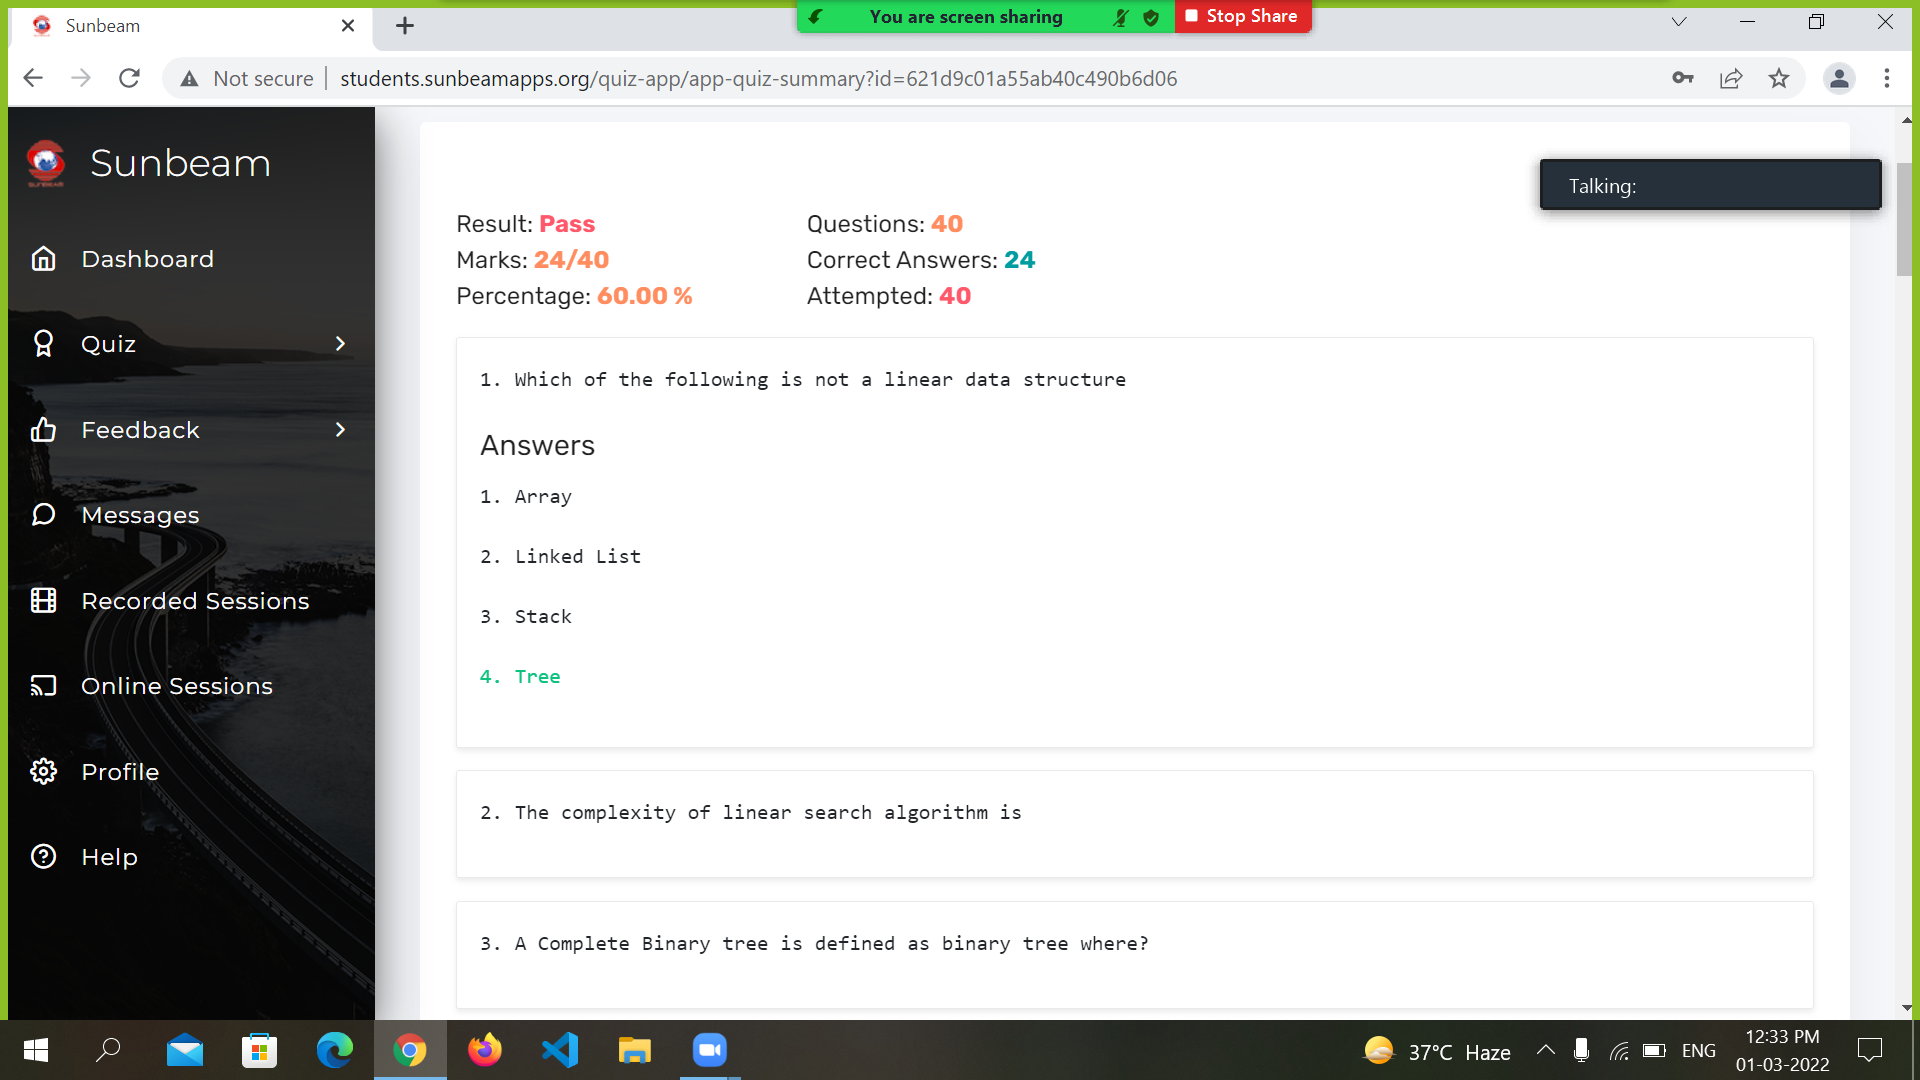 Sunbeam
You are screen sharing
Stop Share
Not secure
students.sunbeamapps.org/quiz-app/app-quiz-summary?id=621d9c01a55ab40c490b6d06
Sunbeam
Dashboard
Quiz
Feedback
Messages
Recorded Sessions
Online Sessions
Profile
Help
Talking:
Result: Pass
Questions: 40
Marks: 24/40
Correct Answers: 24
Percentage: 60.00 %
Attempted: 40
1. Which of the following is not a linear data structure
Answers
1. Array
2. Linked List
3. Stack
4. Tree
2. The complexity of linear search algorithm is
3. A Complete Binary tree is defined as binary tree where?
37°C Haze
ENG
12:33 PM
01-03-2022